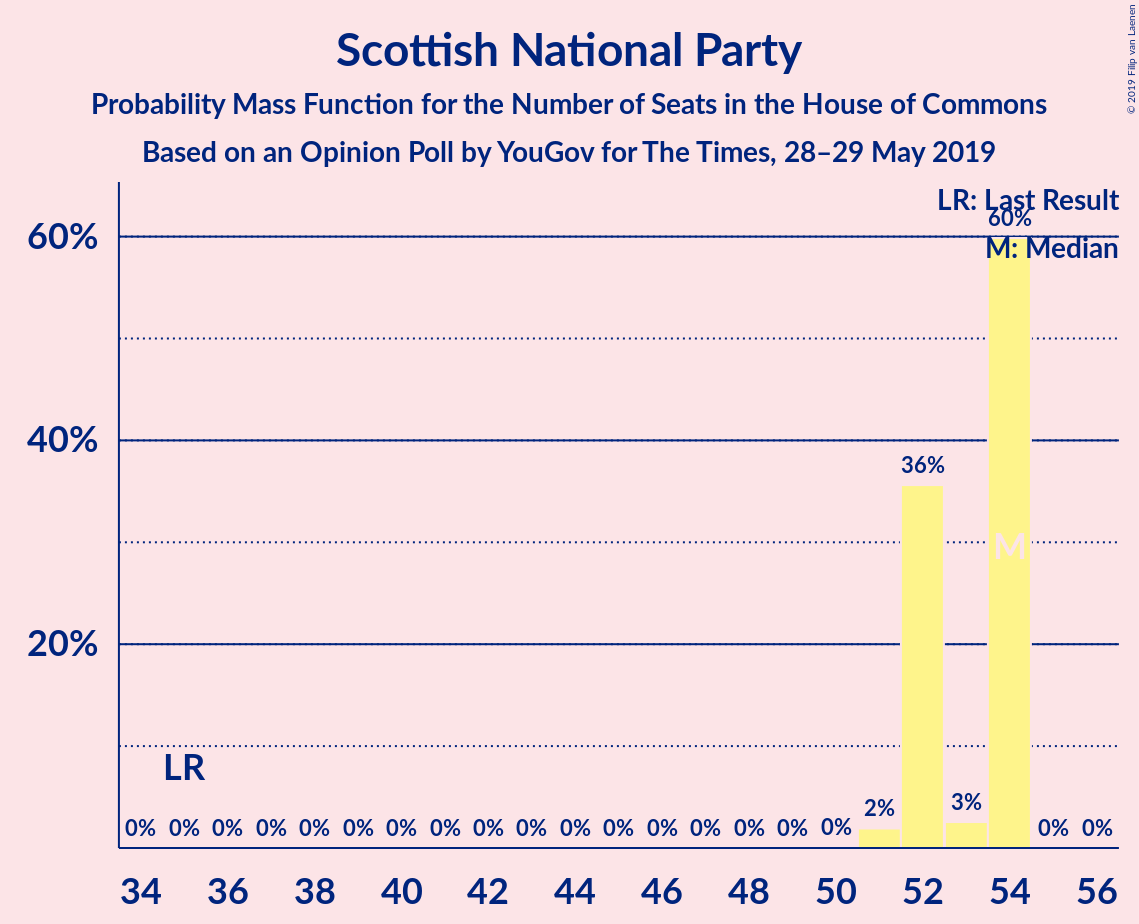 Scottish National Party
Probability Mass Function for the Number of Seats in the House of Commons
Based on an Opinion Poll by YouGov for The Times, 28–29 May 2019
© 2019 Filip van Laenen
LR: Last Result
M: Median
60%
40%
20%
60%
36%
M
LR
0% 0% 0% 0% 0% 0% 0% 0% 0% 0% 0% 0% 0% 0% 0% 0% 0% 2% 3% 0% 0%
34 36 38 40 42 44 46 48 50 52 54 56